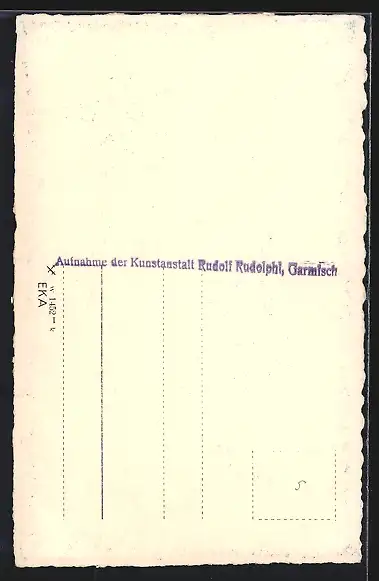 Aufnahme der Kunstanstalt Rudolf Rudolphi, Garmisch
EKA
S